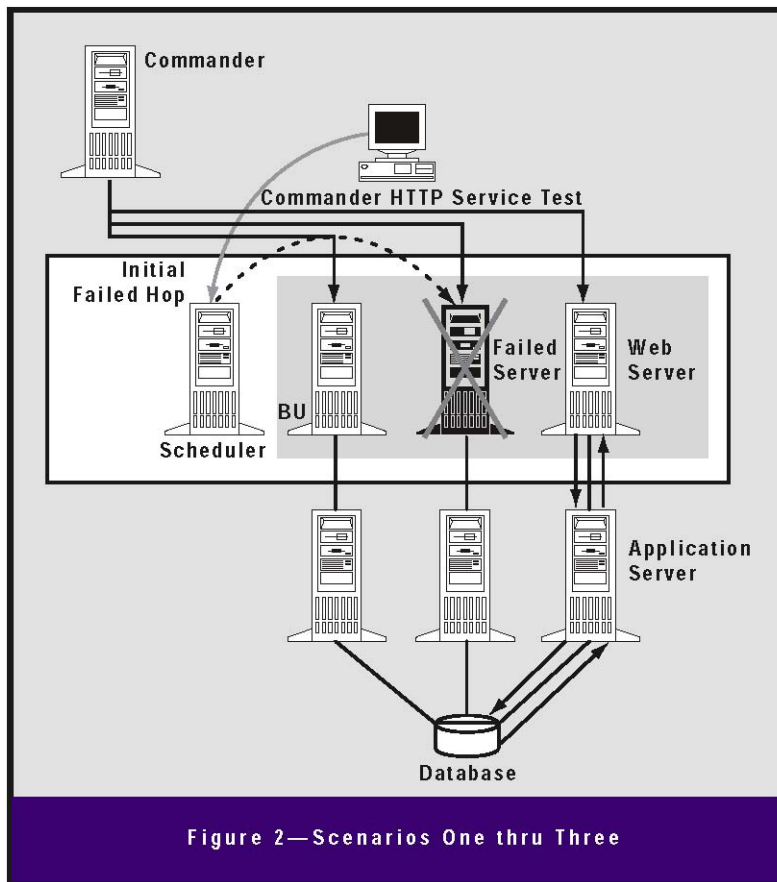 Commander
Commander HTTP Service Test
Initial
Failed Hop
Failed
Server
Web
Server
BU
Scheduler
Application
Server
Database
Figure 2—Scenarios One thru Three